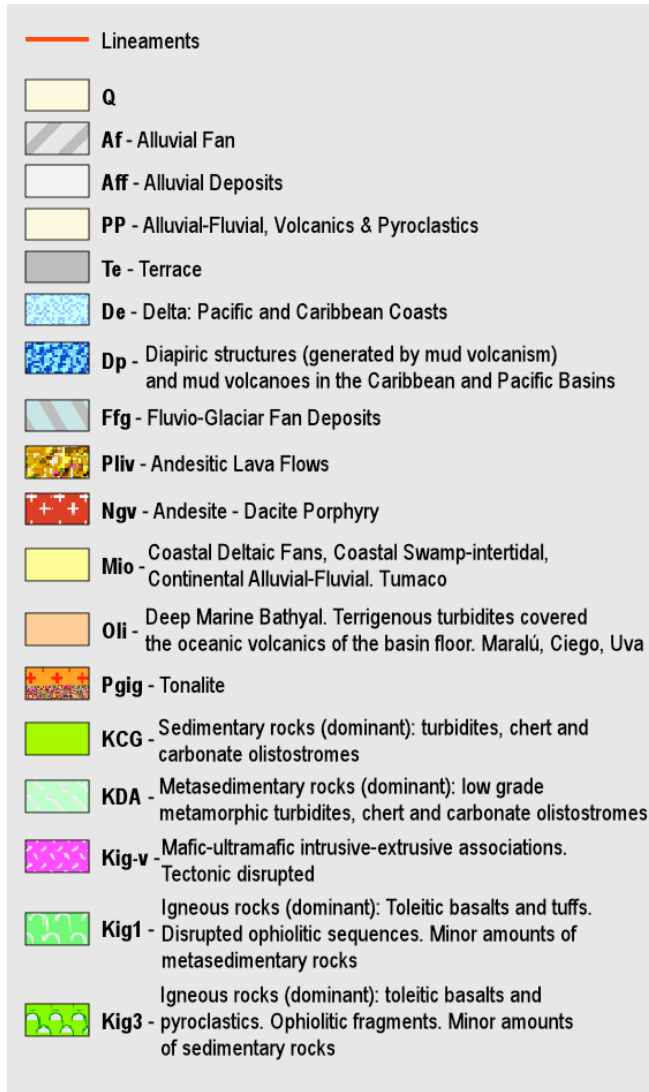 Lineaments
Q
Af - Alluvial Fan
Aff - Alluvial Deposits
PP - Alluvial-Fluvial, Volcanics & Pyroclastics
Te - Terrace
De - Delta: Pacific and Caribbean Coasts
Dp - Diapiric structures (generated by mud volcanism)
and mud volcanoes in the Caribbean and Pacific Basins
Ffg - Fluvio-Glaciar Fan Deposits
Pliv - Andesitic Lava Flows
Ngv - Andesite - Dacite Porphyry
Mio - Coastal Deltaic Fans, Coastal Swamp-intertidal,
Continental Alluvial-Fluvial. Tumaco
Oli - Deep Marine Bathyal. Terrigenous turbidites covered
the oceanic volcanics of the basin floor. Maralú, Ciego, Uva
Pgig - Tonalite
KCG - Sedimentary rocks (dominant): turbidites, chert and
carbonate olistostromes
KDA - Metasedimentary rocks (dominant): low grade
metamorphic turbidites, chert and carbonate olistostromes
Kig-v - Mafic-ultramafic intrusive-extrusive associations.
Tectonic disrupted
Kig1 - Igneous rocks (dominant): Toleitic basalts and tuffs.
Disrupted ophiolitic sequences. Minor amounts of
metasedimentary rocks
Kig3 - Igneous rocks (dominant): toleitic basalts and
pyroclastics. Ophiolitic fragments. Minor amounts
of sedimentary rocks